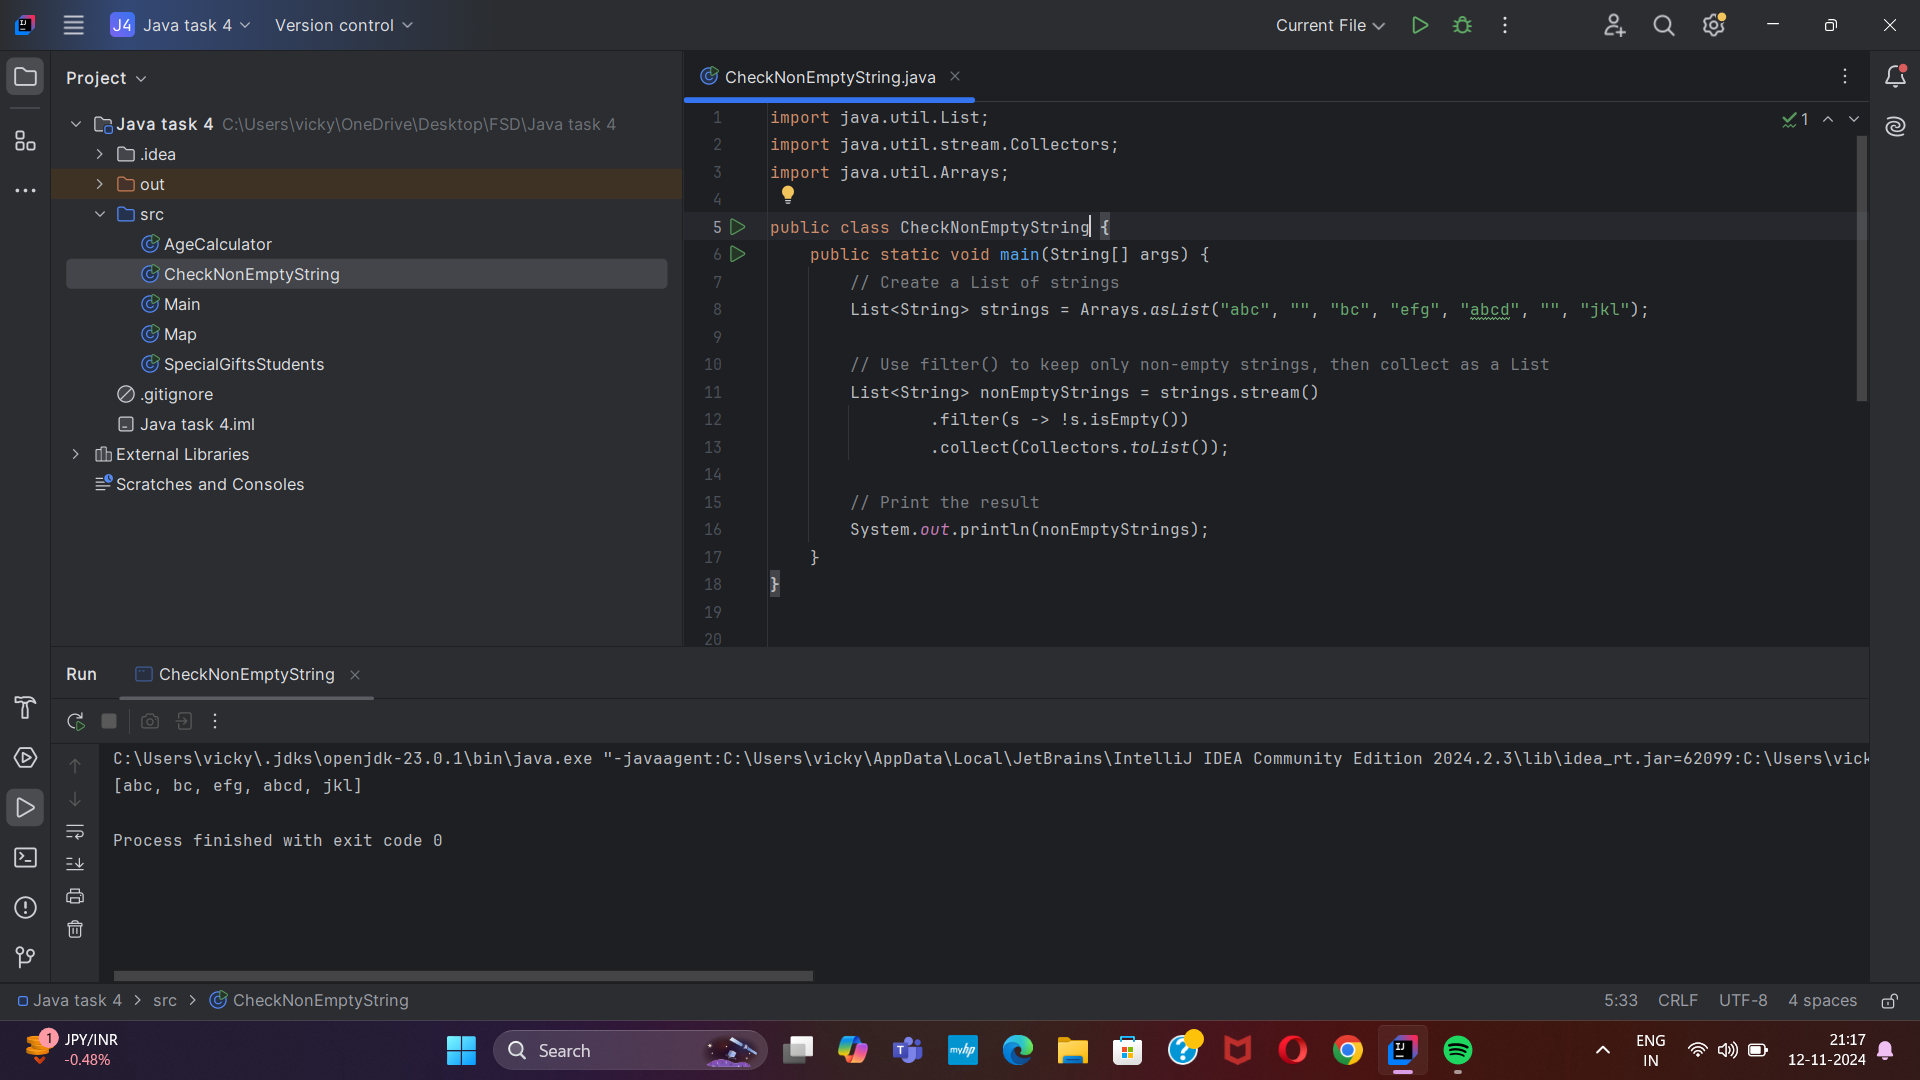 J4 Java task 4 Version control Current File
Project
Java task 4 C:\Users\vicky\OneDrive\Desktop\FSD\Java task 4
.idea
out
src
AgeCalculator
CheckNonEmptyString
Main
Map
SpecialGiftsStudents
.gitignore
Java task 4.iml
External Libraries
Scratches and Consoles
CheckNonEmptyString.java
1
1 import java.util.List;
2 import java.util.stream.Collectors;
3 import java.util.Arrays;
4
5 public class CheckNonEmptyString {
6 public static void main(String[] args) {
7 // Create a List of strings
8 List<String> strings = Arrays.asList("abc", "", "bc", "efg", "abcd", "", "jkl");
9
10 // Use filter() to keep only non-empty strings, then collect as a List
11 List<String> nonEmptyStrings = strings.stream()
12 .filter(s -> !s.isEmpty())
13 .collect(Collectors.toList());
14
15 // Print the result
16 System.out.println(nonEmptyStrings);
17 }
18 }
19
20
Run CheckNonEmptyString
C:\Users\vicky\.jdks\openjdk-23.0.1\bin\java.exe "-javaagent:C:\Users\vicky\AppData\Local\JetBrains\IntelliJ IDEA Community Edition 2024.2.3\lib\idea_rt.jar=62099:C:\Users\vick
[abc, bc, efg, abcd, jkl]
Process finished with exit code 0
Java task 4 > src > CheckNonEmptyString 5:33 CRLF UTF-8 4 spaces
1 JPY/INR
-0.48%
Search
myhp
IJ
ENG
IN
21:17
12-11-2024